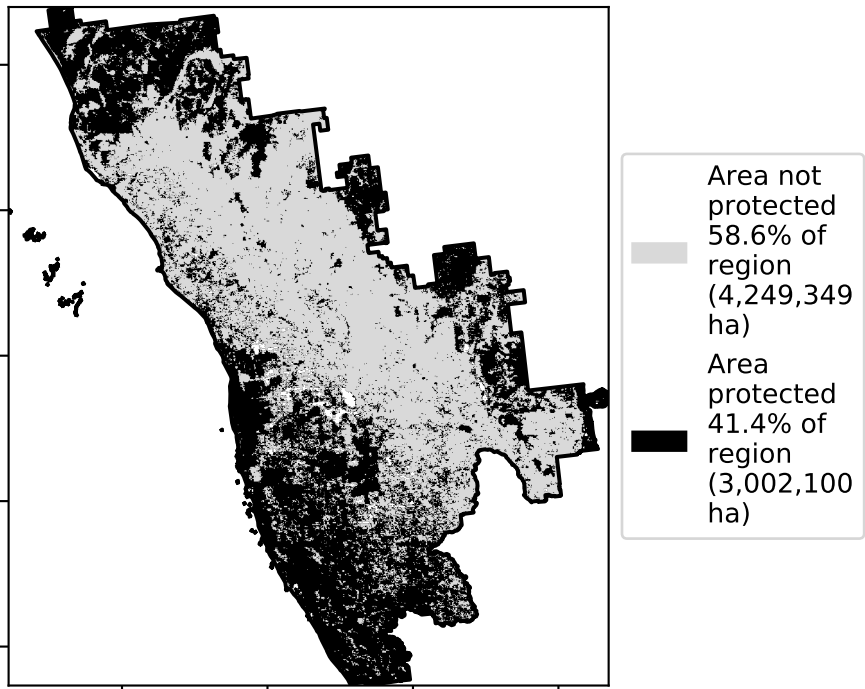 Area not
protected
58.6% of
region
(4,249,349
ha)
Area
protected
41.4% of
region
(3,002,100
ha)